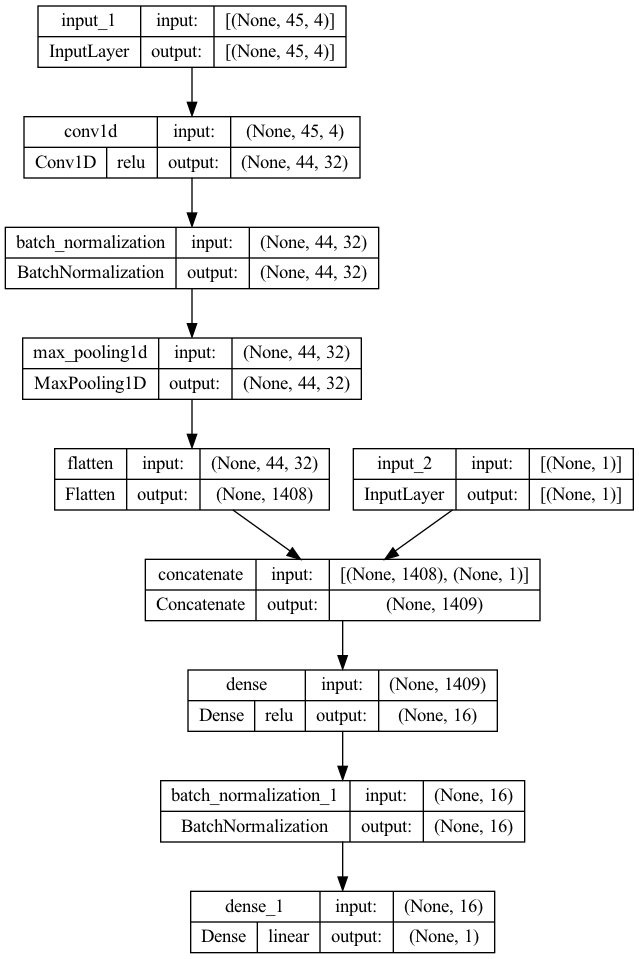 input_1 input: [(None, 45, 4)]
InputLayer output: [(None, 45, 4)]
conv1d input: (None, 45, 4)
Conv1D relu output: (None, 44, 32)
batch_normalization input: (None, 44, 32)
BatchNormalization output: (None, 44, 32)
max_pooling1d input: (None, 44, 32)
MaxPooling1D output: (None, 44, 32)
flatten input: (None, 44, 32)
Flatten output: (None, 1408)
input_2 input: [(None, 1)]
InputLayer output: [(None, 1)]
concatenate input: [(None, 1408), (None, 1)]
Concatenate output: (None, 1409)
dense input: (None, 1409)
Dense relu output: (None, 16)
batch_normalization_1 input: (None, 16)
BatchNormalization output: (None, 16)
dense_1 input: (None, 16)
Dense linear output: (None, 1)